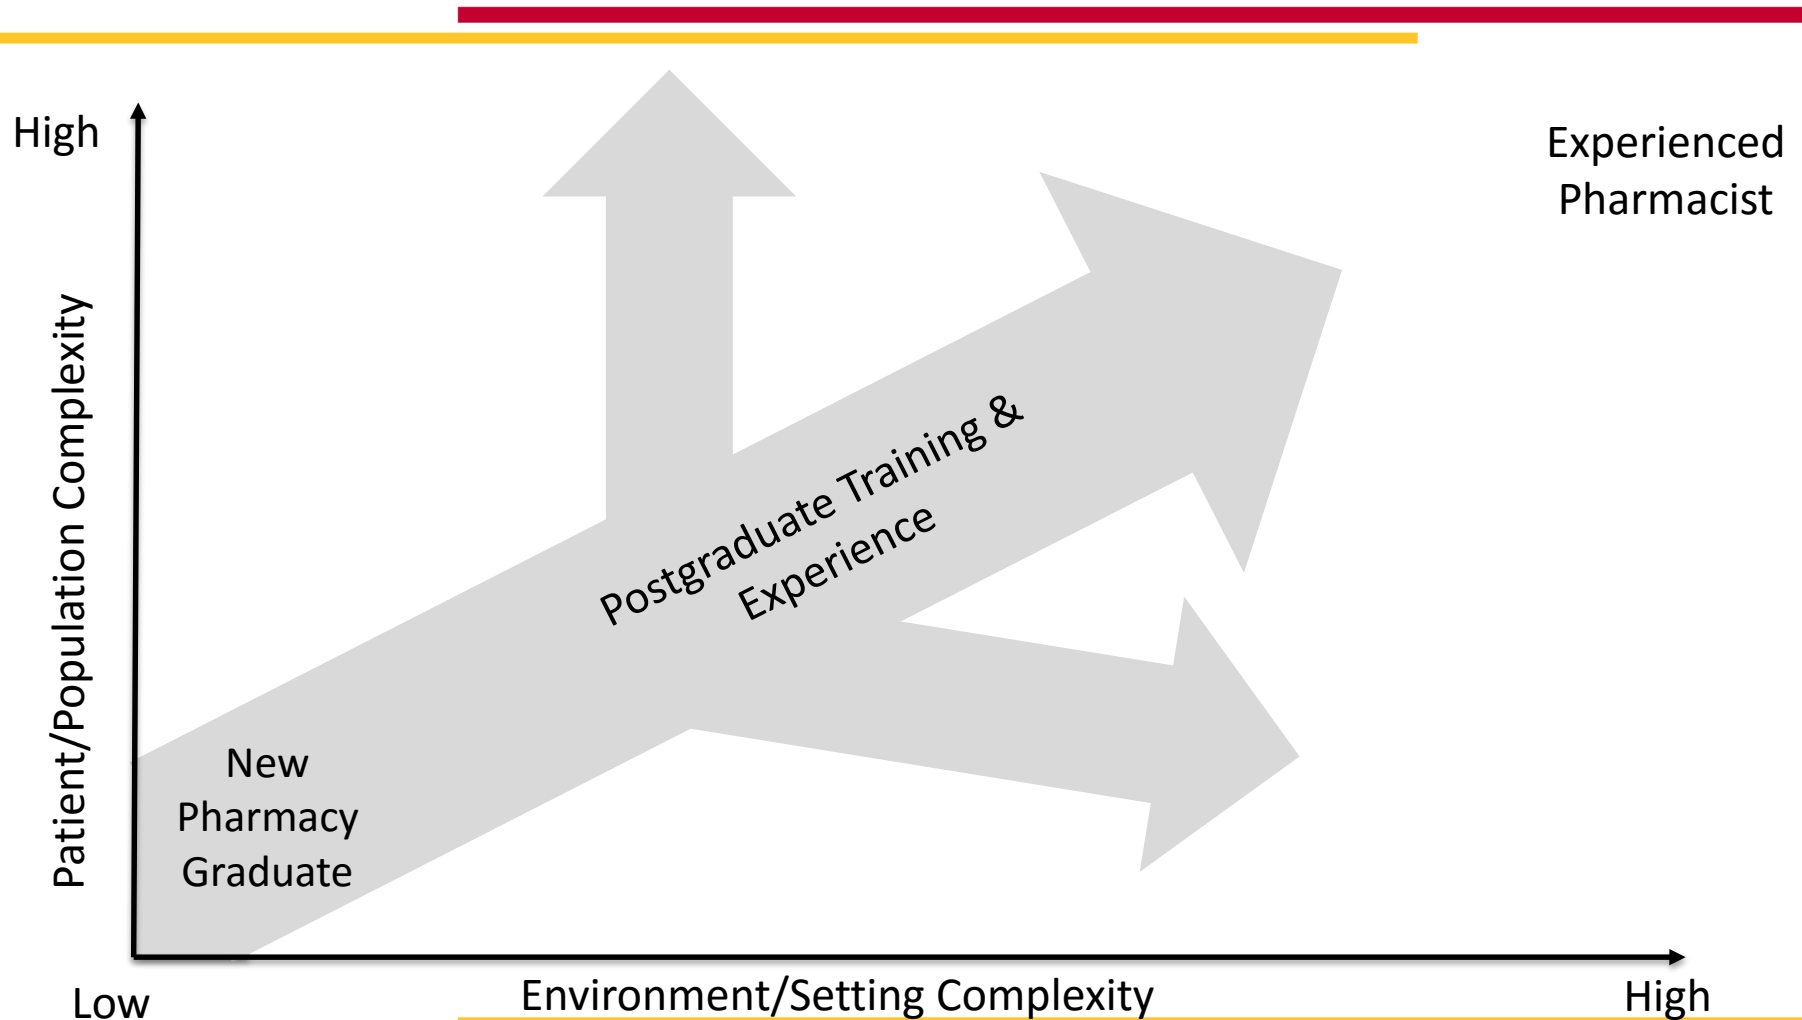 High
Experienced
Pharmacist
Patient/Population Complexity
Postgraduate Training &
Experience
New
Pharmacy
Graduate
Low
Environment/Setting Complexity
High